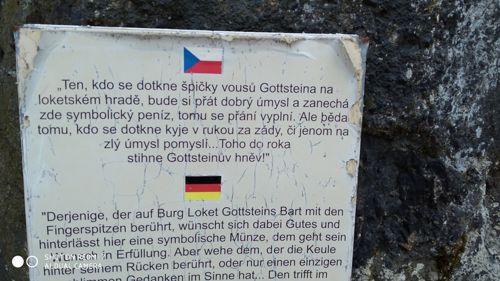 „Ten, kdo se dotkne špičky vousů Gottsteina na
loketském hradě, bude si přát dobrý úmysl a zanechá
zde symbolický peníz, tomu se přání vyplní. Ale běda
tomu, kdo se dotkne kyje v rukou za zády, či jenom na
zlý úmysl pomyslí...Toho do roka
stihne Gottsteinův hněv!"
"Derjenige, der auf Burg Loket Gottsteins Bart mit den
Fingerspitzen berührt, wünscht sich dabei Gutes und
hinterlässt hier eine symbolische Münze, dem geht sein
in Erfüllung. Aber wehe dem, der die Keule
hinter seinem Rücken berührt, oder nur einen einzigen
Gedanken im Sinne hat... Den trifft im